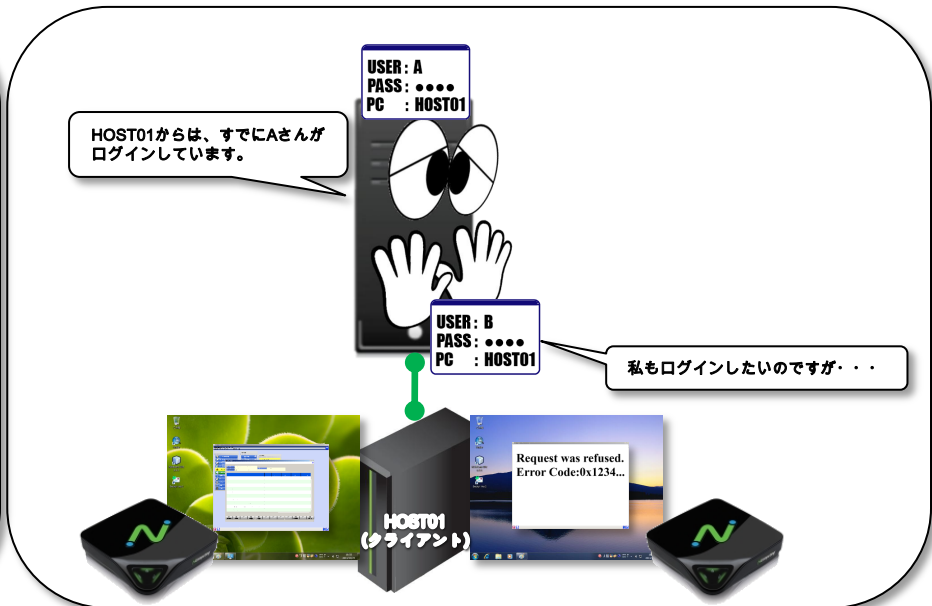 USER : A
PASS : ●●●●
PC : HOST01
HOST01からは、すでにAさんが
ログインしています。
USER : B
PASS : ●●●●
PC : HOST01
私もログインしたいのですが・・・
Request was refused.
Error Code:0x1234...
HOST01
(クライアント)